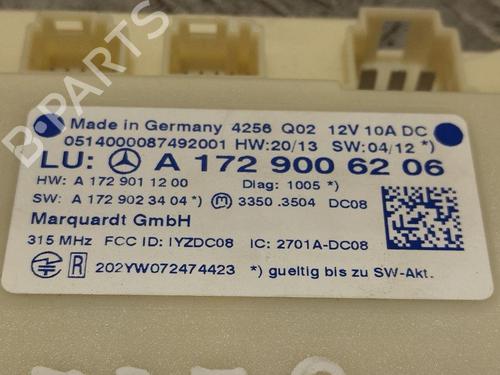 Made in Germany 4256 Q02 12V 10A DC
0514000087492001 HW:20/13 SW:04/12 *)
LU: A 172 900 62 06
HW: A 172 901 12 00 Diag: 1005 *)
SW: A 172 902 34 04 *) 3350 .3504 DC08
Marquardt GmbH
315 MHz FCC ID: IYZDC08 IC: 2701A-DC08
R 202YW072474423 *) gueltig bis zu SW-Akt.
B-PARTS